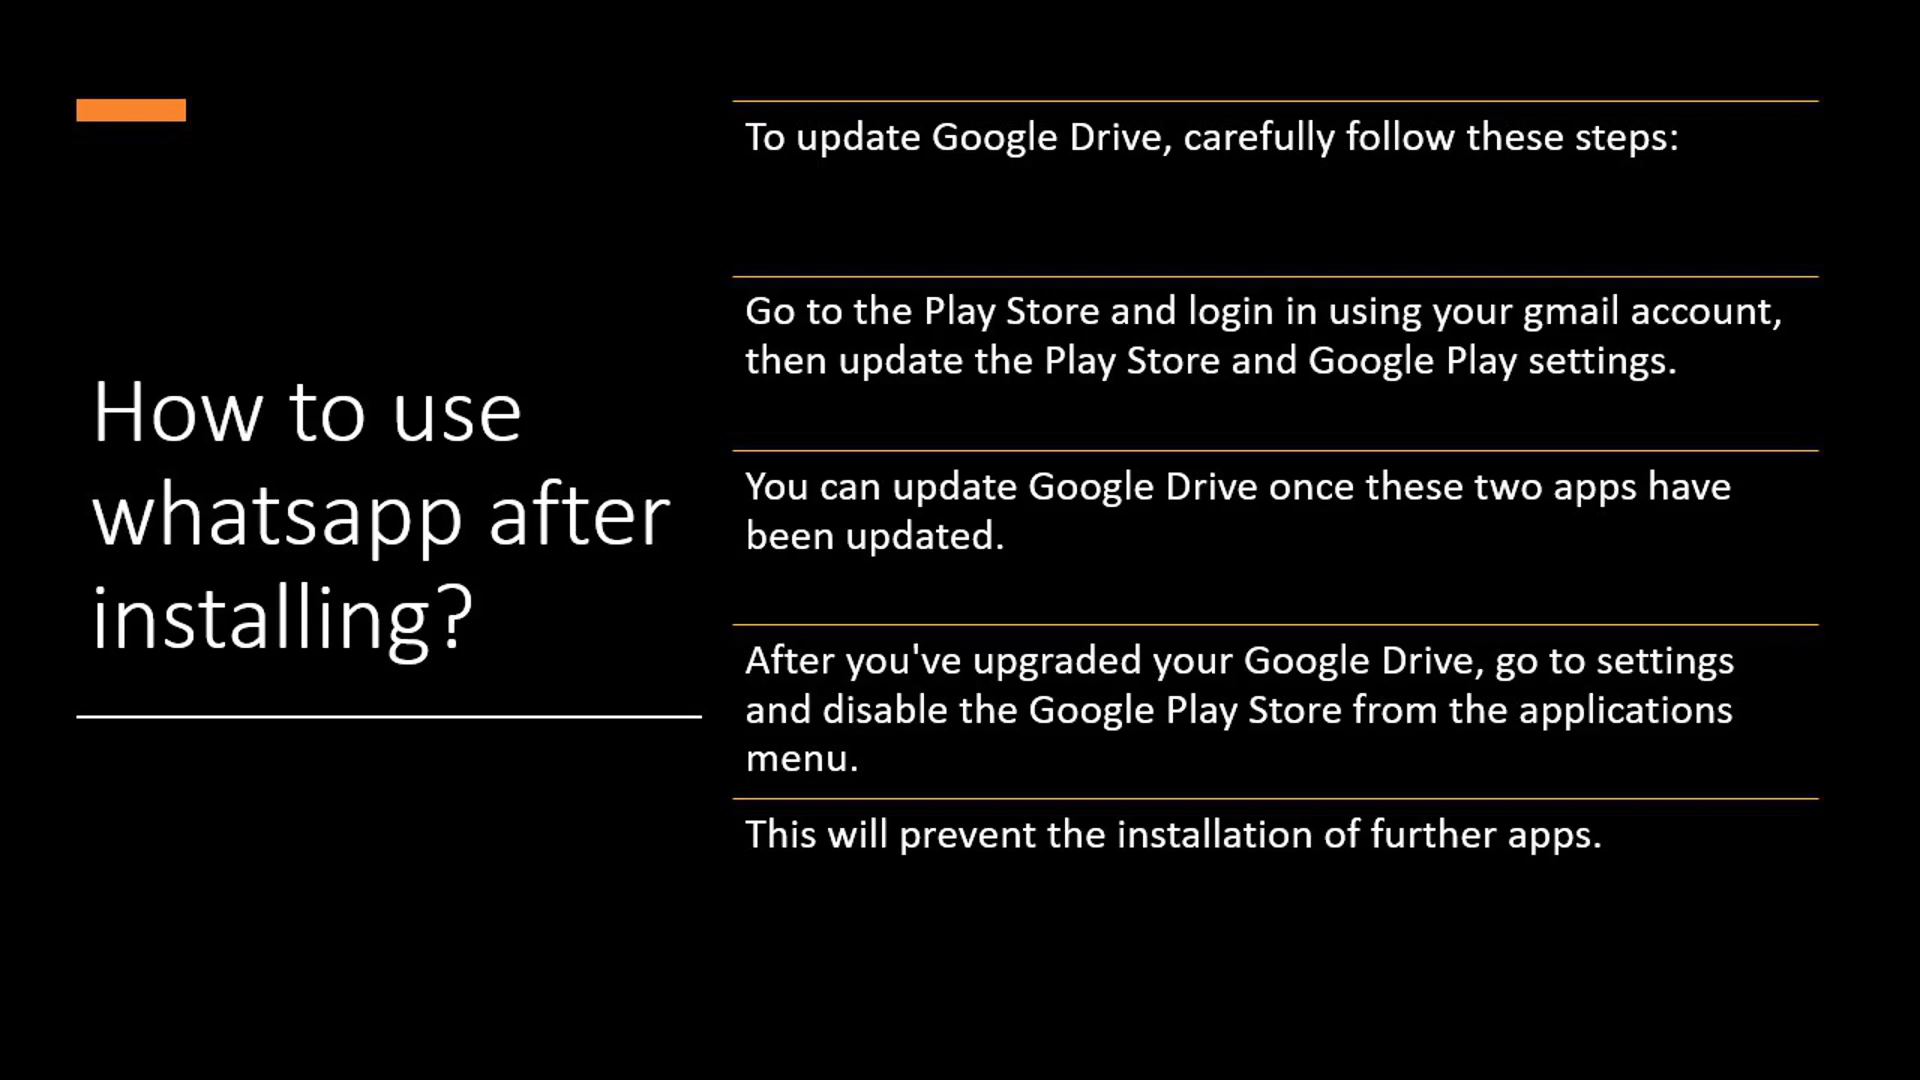 How to use
whatsapp after
installing?
To update Google Drive, carefully follow these steps:
Go to the Play Store and login in using your gmail account,
then update the Play Store and Google Play settings.
You can update Google Drive once these two apps have
been updated.
After you've upgraded your Google Drive, go to settings
and disable the Google Play Store from the applications
menu.
This will prevent the installation of further apps.